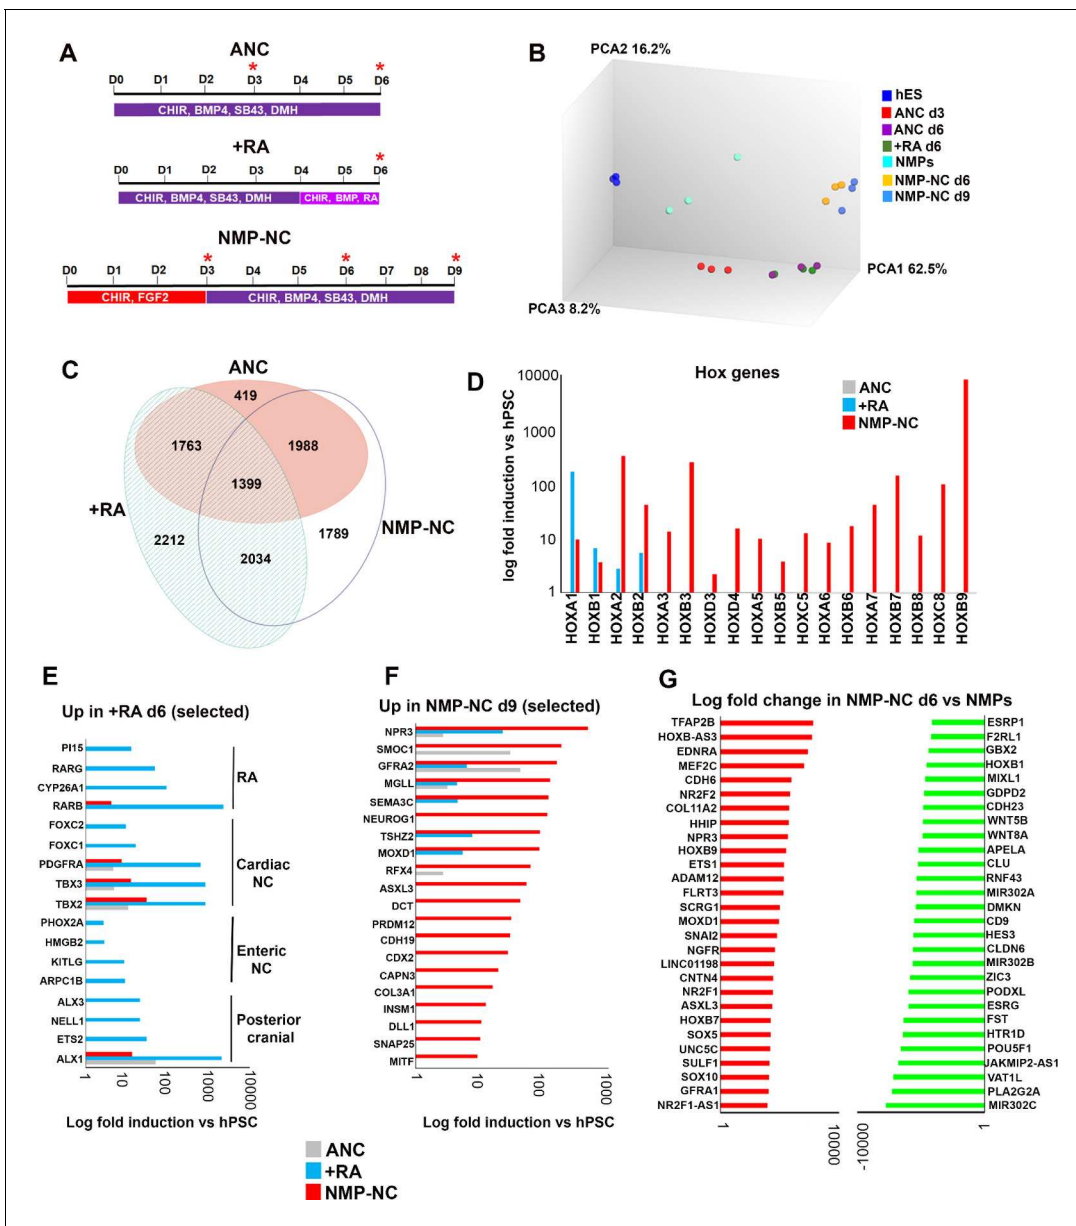 A
ANC
D0 D1 D2 D3 D4 D5 D6
* *
CHIR, BMP4, SB43, DMH
+RA
D0 D1 D2 D3 D4 D5 D6
*
CHIR, BMP4, SB43, DMH CHIR, BMP, RA
NMP-NC
D0 D1 D2 D3 D4 D5 D6 D7 D8 D9
* * *
CHIR, FGF2 CHIR, BMP4, SB43, DMH
B
PCA2 16.2%
PCA1 62.5%
PCA3 8.2%
hES
ANC d3
ANC d6
+RA d6
NMPs
NMP-NC d6
NMP-NC d9
C
ANC
419
1763
1988
1399
+RA
NMP-NC
2212
1789
2034
D
Hox genes
ANC
+RA
NMP-NC
log fold induction vs hPSC
10000
1000
100
10
1
HOXA1
HOXB1
HOXA2
HOXB2
HOXA3
HOXB3
HOXD3
HOXD4
HOXA5
HOXB5
HOXC5
HOXA6
HOXB6
HOXA7
HOXB7
HOXB8
HOXC8
HOXB9
E
Up in +RA d6 (selected)
PI15
RARG
CYP26A1
RARB
FOXC2
FOXC1
PDGFRA
TBX3
TBX2
PHOX2A
HMGB2
KITLG
ARPC1B
ALX3
NELL1
ETS2
ALX1
RA
Cardiac
NC
Enteric
NC
Posterior
cranial
1 10 100 1000 10000 100000
Log fold induction vs hPSC
F
Up in NMP-NC d9 (selected)
NPR3
SMOC1
GFRA2
MGLL
SEMA3C
NEUROG1
TSHZ2
MOXD1
RFX4
ASXL3
DCT
PRDM12
CDH19
CDX2
CAPN3
COL3A1
INSM1
DLL1
SNAP25
MITF
1 10 100 1000
Log fold induction vs hPSC
ANC
+RA
NMP-NC
G
Log fold change in NMP-NC d6 vs NMPs
TFAP2B
HOXB-AS3
EDNRA
MEF2C
CDH6
NR2F2
COL11A2
HHIP
NPR3
HOXB9
ETS1
ADAM12
FLRT3
SCRG1
MOXD1
SNAI2
NGFR
LINC01198
CNTN4
NR2F1
ASXL3
HOXB7
SOX5
UNC5C
SULF1
SOX10
GFRA1
NR2F1-AS1
1 10000
ESRP1
F2RL1
GBX2
HOXB1
MIXL1
GDPD2
CDH23
WNT5B
WNT8A
APELA
CLU
RNF43
MIR302A
DMKN
CD9
HES3
CLDN6
MIR302B
ZIC3
PODXL
ESRG
FST
HTR1D
POU5F1
JAKMIP2-AS1
VAT1L
PLA2G2A
MIR302C
-10000 1